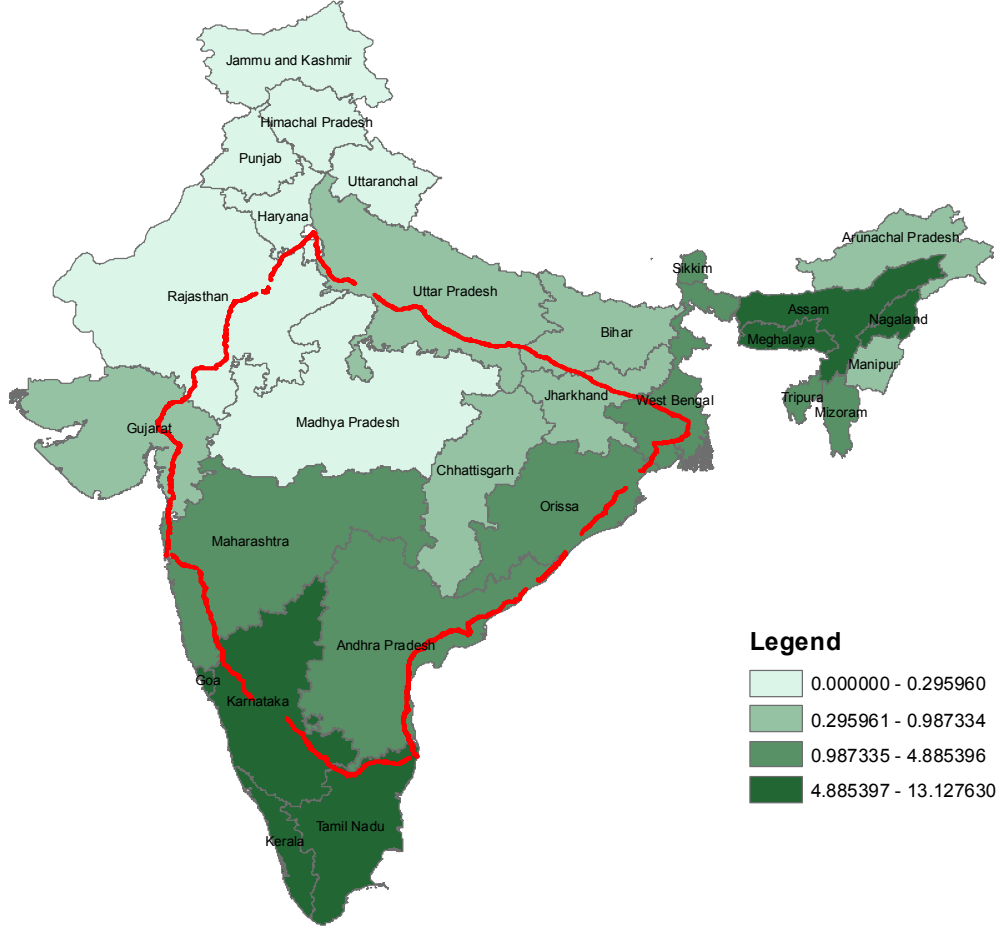 Jammu and Kashmir
Himachal Pradesh
Punjab
Uttaranchal
Haryana
Arunachal Pradesh
Sikkim
Rajasthan
Uttar Pradesh
Assam
Nagaland
Bihar
Meghalaya
Manipur
Jharkhand
West Bengal
Tripura
Mizoram
Gujarat
Madhya Pradesh
Chhattisgarh
Orissa
Maharashtra
Andhra Pradesh
Goa
Karnataka
Tamil Nadu
Kerala
Legend
0.000000 - 0.295960
0.295961 - 0.987334
0.987335 - 4.885396
4.885397 - 13.127630